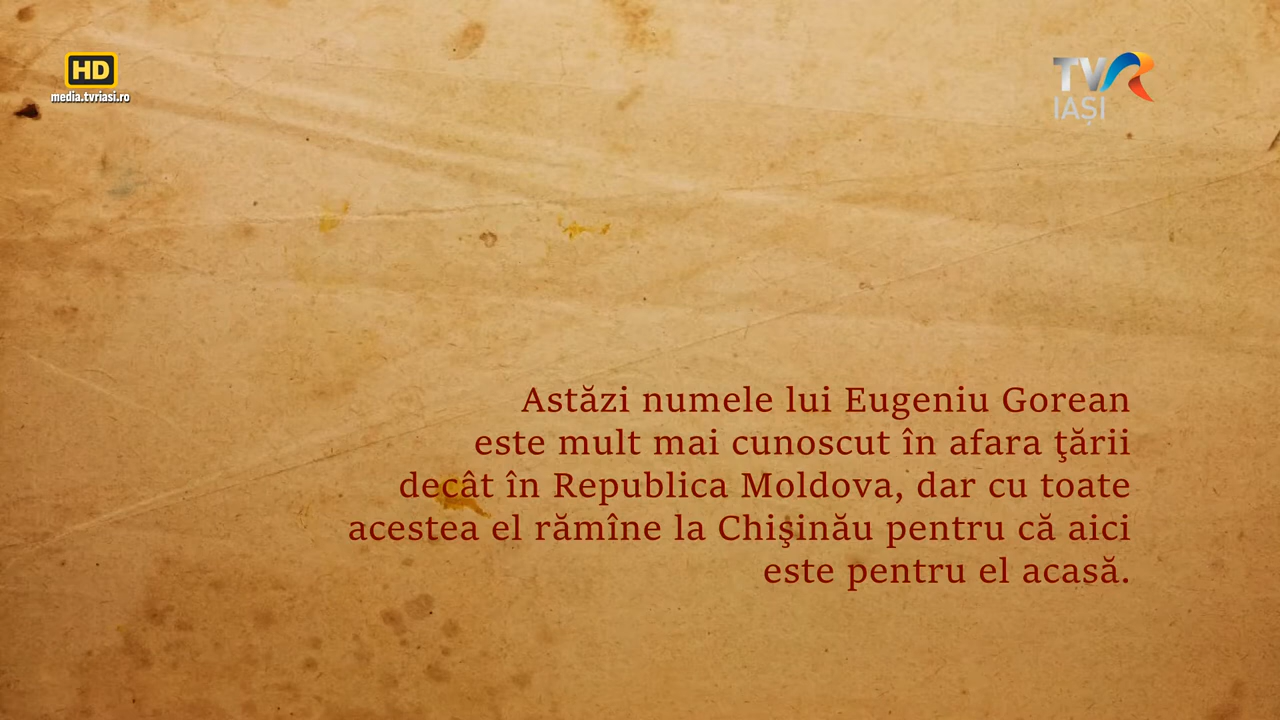 HD
media.tvriasi.ro
TVR
IAȘI
Astăzi numele lui Eugeniu Gorean
este mult mai cunoscut în afara ţării
decât în Republica Moldova, dar cu toate
acestea el rămîne la Chişinău pentru că aici
este pentru el acasă.